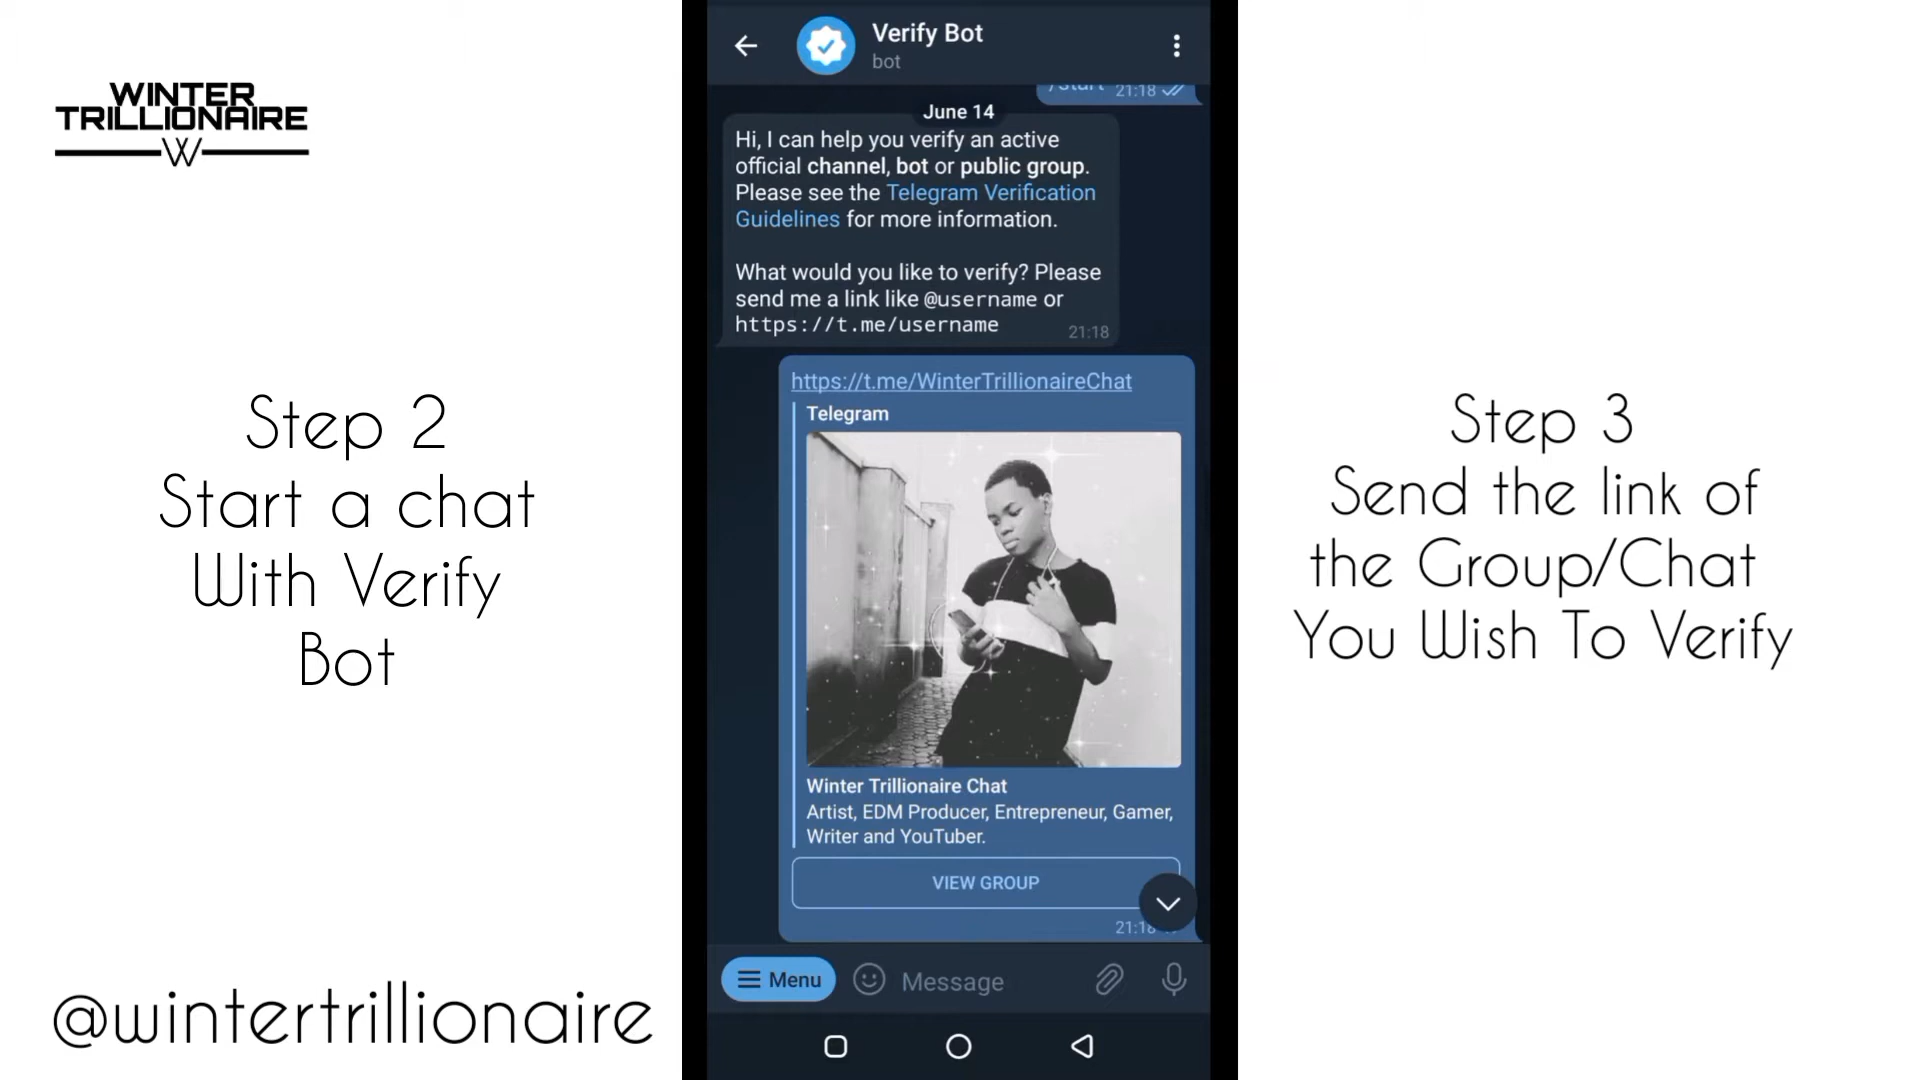 WINTER
TRILLIONAIRE
W
Step 2
Start a chat
With Verify
Bot
@wintertrillionaire
Verify Bot
bot
/start 21:18
June 14
Hi, I can help you verify an active
official channel, bot or public group.
Please see the Telegram Verification
Guidelines for more information.
What would you like to verify? Please
send me a link like @username or
https://t.me/username
21:18
https://t.me/WinterTrillionaireChat
Telegram
Winter Trillionaire Chat
Artist, EDM Producer, Entrepreneur, Gamer,
Writer and YouTuber.
VIEW GROUP
21:18
Menu
Message
Step 3
Send the link of
the Group/Chat
You Wish To Verify